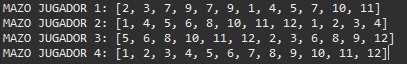 MAZO JUGADOR 1: [2, 3, 7, 9, 7, 9, 1, 4, 5, 7, 10, 11]
MAZO JUGADOR 2: [1, 4, 5, 6, 8, 10, 11, 12, 1, 2, 3, 4]
MAZO JUGADOR 3: [5, 6, 8, 10, 11, 12, 2, 3, 6, 8, 9, 12]
MAZO JUGADOR 4: [1, 2, 3, 4, 5, 6, 7, 8, 9, 10, 11, 12]